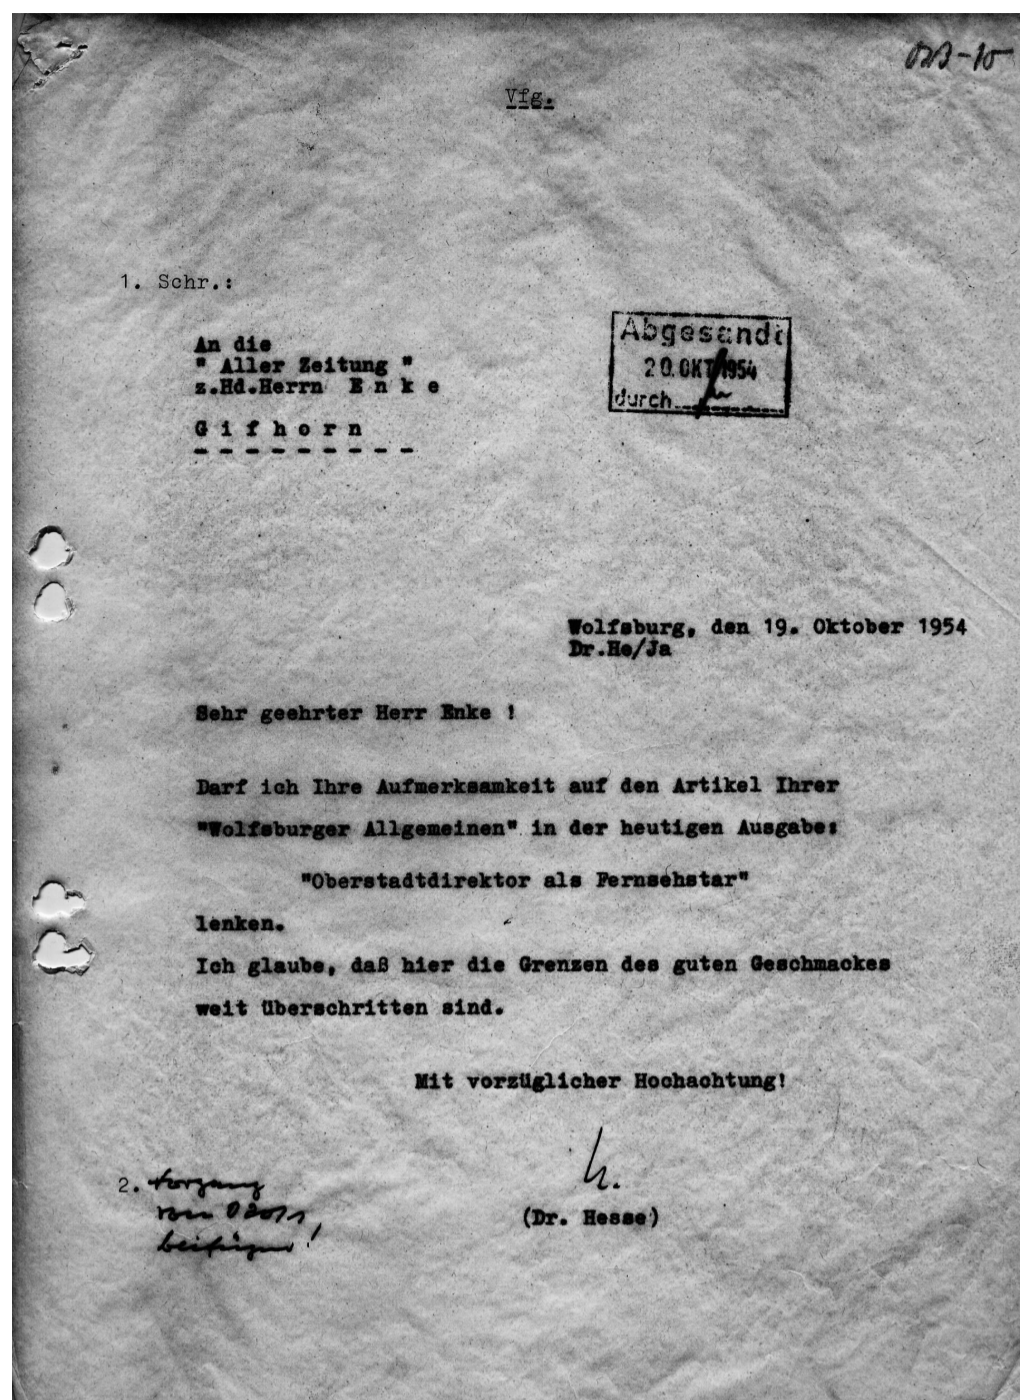 Vfg.
1. Schr.:
An die
" Aller Zeitung "
z.Hd.Herrn E n k e
G i f h o r n
- - - - - - - - -
Abgesandt
20. OKT 1954
durch
Wolfsburg, den 19. Oktober 1954
Dr.He/Ja
Sehr geehrter Herr Enke !
Darf ich Ihre Aufmerksamkeit auf den Artikel Ihrer
"Wolfsburger Allgemeinen" in der heutigen Ausgabe:
"Oberstadtdirektor als Fernsehstar"
lenken.
Ich glaube, daß hier die Grenzen des guten Geschmackes
weit überschritten sind.
Mit vorzüglicher Hochachtung!
(Dr. Hesse)
2. Vorgang
beifügen!